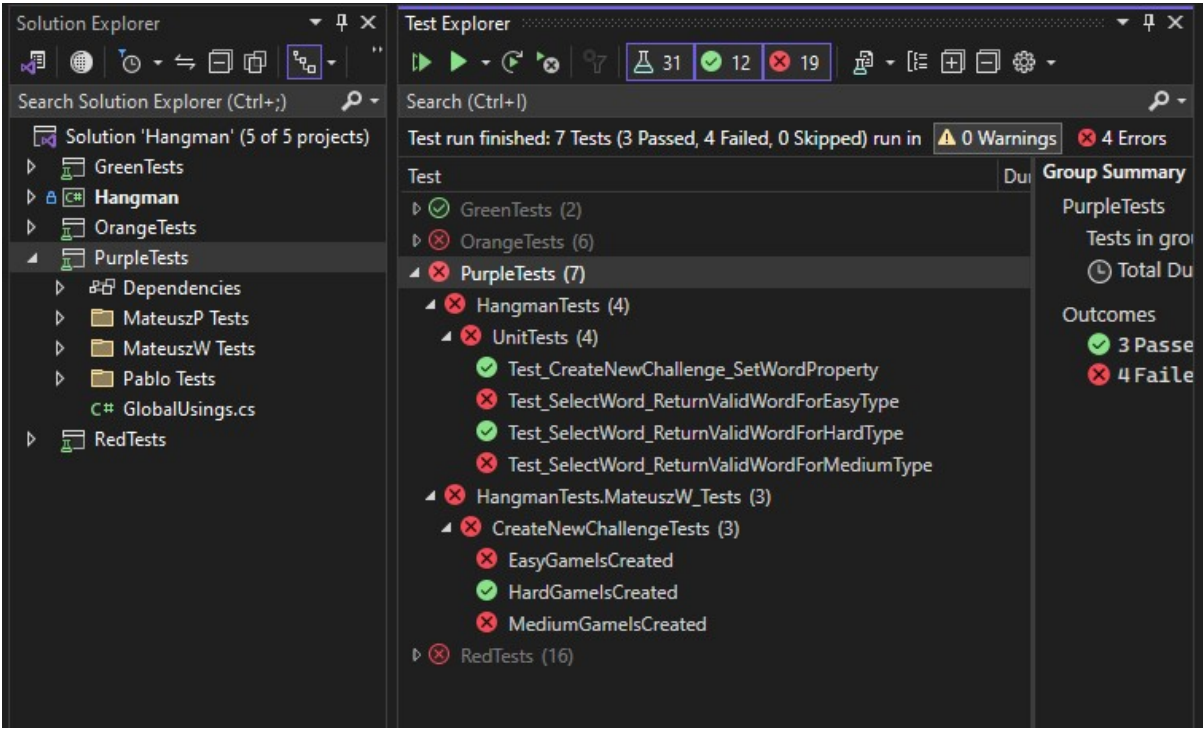 Solution Explorer
Search Solution Explorer (Ctrl+;)
Solution 'Hangman' (5 of 5 projects)
GreenTests
C# Hangman
OrangeTests
PurpleTests
Dependencies
MateuszP Tests
MateuszW Tests
Pablo Tests
C# GlobalUsings.cs
RedTests
Test Explorer
31 12 19
Search (Ctrl+I)
Test run finished: 7 Tests (3 Passed, 4 Failed, 0 Skipped) run in 0 Warnings 4 Errors
Test Du
GreenTests (2)
OrangeTests (6)
PurpleTests (7)
HangmanTests (4)
UnitTests (4)
Test_CreateNewChallenge_SetWordProperty
Test_SelectWord_ReturnValidWordForEasyType
Test_SelectWord_ReturnValidWordForHardType
Test_SelectWord_ReturnValidWordForMediumType
HangmanTests.MateuszW_Tests (3)
CreateNewChallengeTests (3)
EasyGameIsCreated
HardGameIsCreated
MediumGameIsCreated
RedTests (16)
Group Summary
PurpleTests
Tests in gro
Total Du
Outcomes
3 Passe
4 Faile